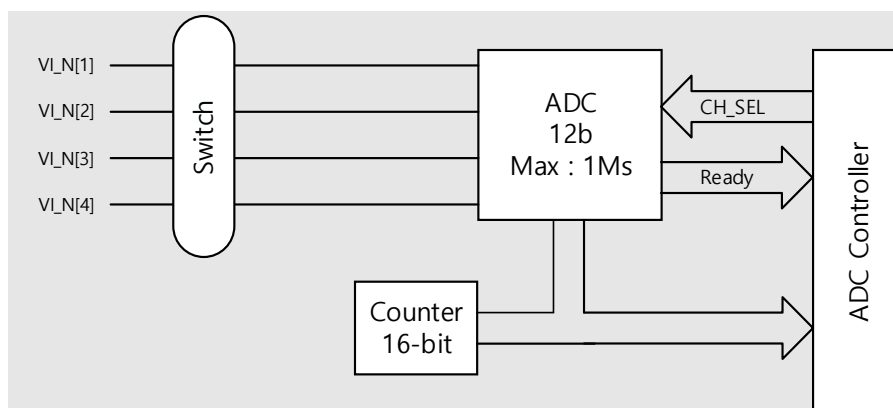 VI_N[1]
VI_N[2]
VI_N[3]
VI_N[4]
Switch
ADC
12b
Max : 1Ms
CH_SEL
Ready
ADC Controller
Counter
16-bit